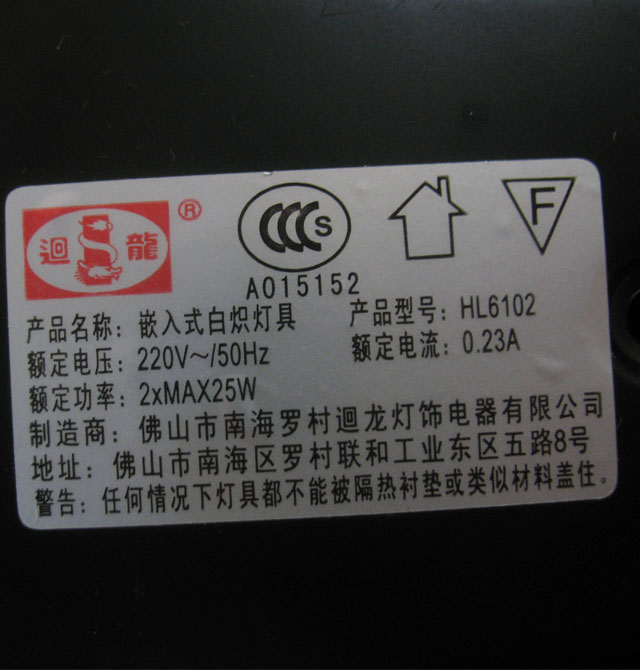 迴龍 ®
CCC S F
A015152
产品名称：嵌入式白炽灯具 产品型号：HL6102
额定电压：220V～/50Hz 额定电流：0.23A
额定功率：2xMAX25W
制造商：佛山市南海罗村迴龙灯饰电器有限公司
地址：佛山市南海区罗村联和工业东区五路8号
警告：任何情况下灯具都不能被隔热衬垫或类似材料盖住。